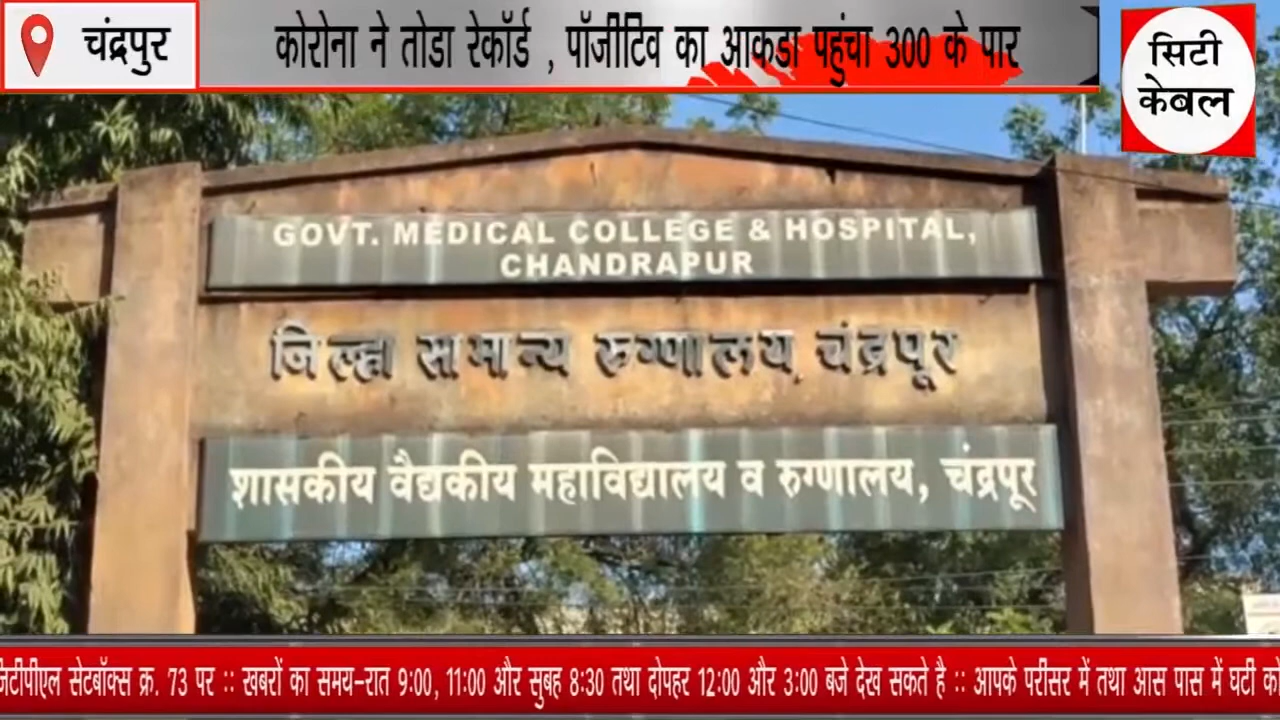 चंद्रपुर
कोरोना ने तोडा रेकॉर्ड , पॉजीटिव का आकडा पहुंचा 300 के पार
सिटी
केबल
GOVT. MEDICAL COLLEGE & HOSPITAL,
CHANDRAPUR
जिल्हा सामान्य रुग्णालय, चंद्रपूर
शासकीय वैद्यकीय महाविद्यालय व रुग्णालय, चंद्रपूर
जिटीपीएल सेटबॉक्स क्र. 73 पर :: खबरों का समय-रात 9:00, 11:00 और सुबह 8:30 तथा दोपहर 12:00 और 3:00 बजे देख सकते है :: आपके परीसर में तथा आस पास में घटीं